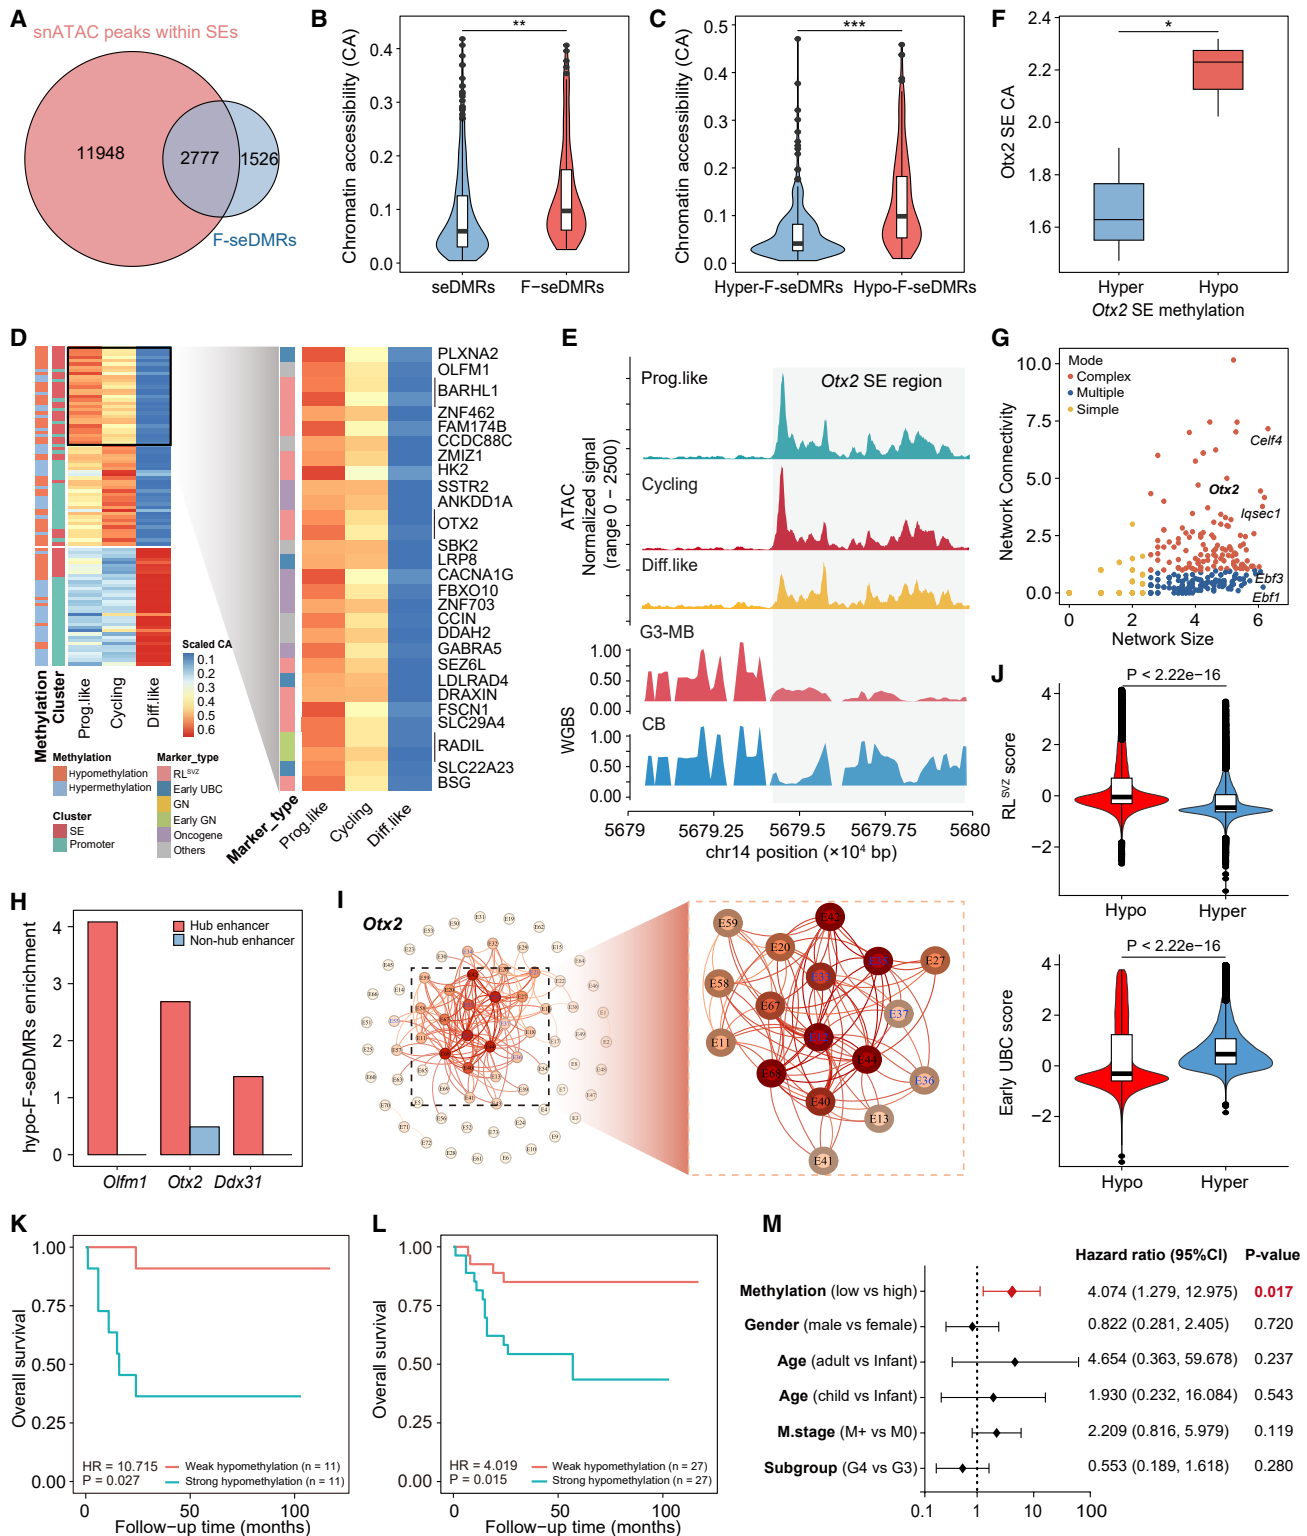 A
snATAC peaks within SEs
11948
2777
1526
F-seDMRs
B
Chromatin accessibility (CA)
0.4
0.3
0.2
0.1
0.0
**
seDMRs
F−seDMRs
C
Chromatin accessibility (CA)
0.5
0.4
0.3
0.2
0.1
0.0
***
Hyper-F-seDMRs
Hypo-F-seDMRs
F
Otx2 SE CA
2.4
2.2
2.0
1.8
1.6
*
Hyper
Hypo
Otx2 SE methylation
D
Methylation
Cluster
Prog.like
Cycling
Diff.like
Scaled CA
0.1
0.2
0.3
0.4
0.5
0.6
Methylation
Hypomethylation
Hypermethylation
Cluster
SE
Promoter
Marker_type
RL^SVZ
Early UBC
GN
Early GN
Oncogene
Others
PLXNA2
OLFM1
BARHL1
ZNF462
FAM174B
CCDC88C
ZMIZ1
HK2
SSTR2
ANKDD1A
OTX2
SBK2
LRP8
CACNA1G
FBXO10
ZNF703
CCIN
DDAH2
GABRA5
SEZ6L
LDLRAD4
DRAXIN
FSCN1
SLC29A4
RADIL
SLC22A23
BSG
Marker_type
Prog.like
Cycling
Diff.like
E
Prog.like
Otx2 SE region
Cycling
Diff.like
ATAC
Normalized signal
(range 0 − 2500)
G3-MB
1.00
0.50
0.00
CB
1.00
0.50
0.00
WGBS
5679
5679.25
5679.5
5679.75
5680
chr14 position (×10⁴ bp)
G
Network Connectivity
10.0
7.5
5.0
2.5
0.0
Mode
Complex
Multiple
Simple
Celf4
Otx2
Iqsec1
Ebf3
Ebf1
0
2
4
6
Network Size
H
hypo-F-seDMRs enrichment
4
3
2
1
0
Hub enhancer
Non-hub enhancer
Olfm1
Otx2
Ddx31
I
Otx2
E42
E59
E20
E27
E58
E67
E37
E11
E44
E68
E36
E40
E13
E41
J
P < 2.22e−16
RL^SVZ score
4
2
0
−2
Hypo
Hyper
P < 2.22e−16
Early UBC score
4
2
0
−2
Hypo
Hyper
K
Overall survival
1.00
0.75
0.50
0.25
0.00
HR = 10.715
P = 0.027
Weak hypomethylation (n = 11)
Strong hypomethylation (n = 11)
0
50
100
Follow−up time (months)
L
Overall survival
1.00
0.75
0.50
0.25
0.00
HR = 4.019
P = 0.015
Weak hypomethylation (n = 27)
Strong hypomethylation (n = 27)
0
50
100
Follow−up time (months)
M
Hazard ratio (95%CI) P-value
Methylation (low vs high) 4.074 (1.279, 12.975) 0.017
Gender (male vs female) 0.822 (0.281, 2.405) 0.720
Age (adult vs Infant) 4.654 (0.363, 59.678) 0.237
Age (child vs Infant) 1.930 (0.232, 16.084) 0.543
M.stage (M+ vs M0) 2.209 (0.816, 5.979) 0.119
Subgroup (G4 vs G3) 0.553 (0.189, 1.618) 0.280
0.1
1
10
100